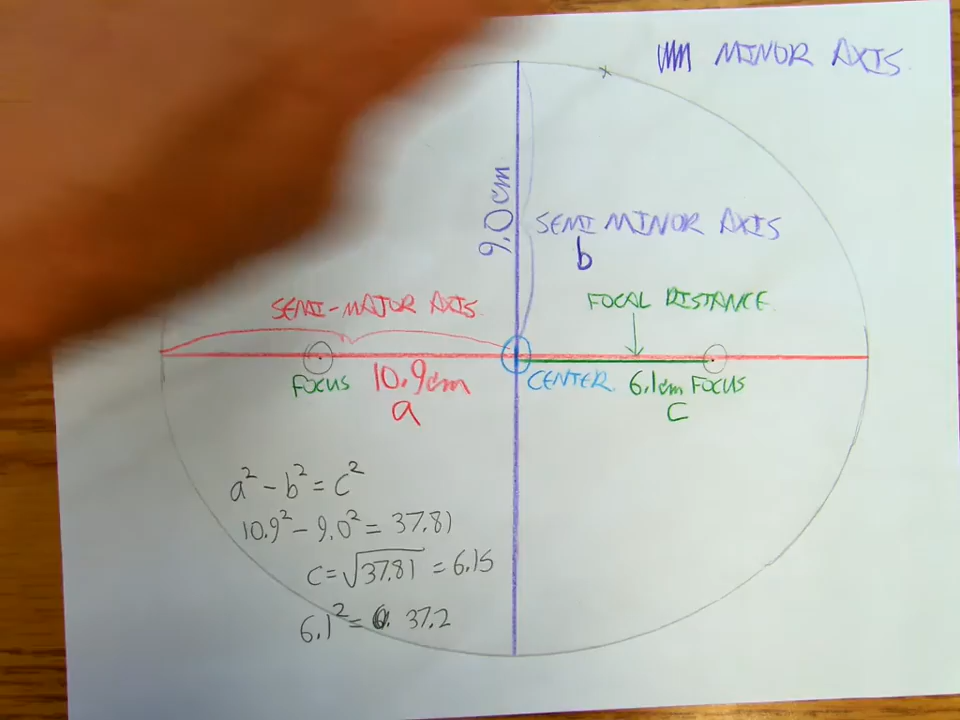 MINOR AXIS
9.0cm
SEMI MINOR AXIS
b
SEMI-MAJOR AXIS
FOCAL DISTANCE
FOCUS 10.9cm CENTER 6.1cm FOCUS
a c
a² - b² = c²
10.9² - 9.0² = 37.81
c = √37.81 = 6.15
6.1² = 37.2